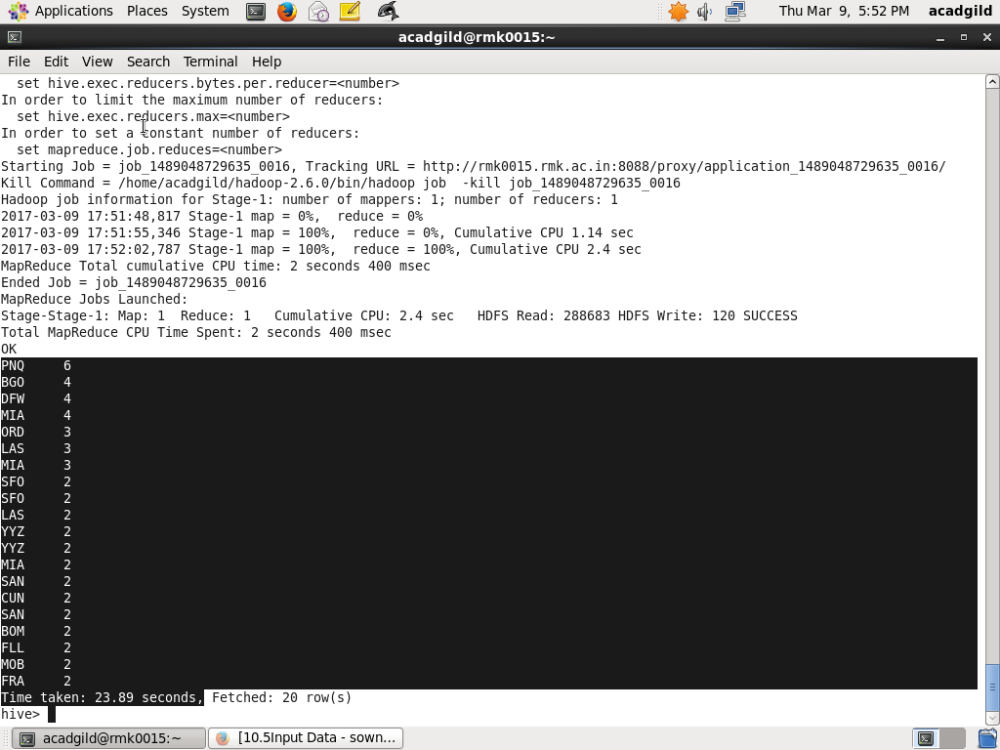 Applications Places System Thu Mar 9, 5:52 PM acadgild
acadgild@rmk0015:~
File Edit View Search Terminal Help
  set hive.exec.reducers.bytes.per.reducer=<number>
In order to limit the maximum number of reducers:
  set hive.exec.reducers.max=<number>
In order to set a constant number of reducers:
  set mapreduce.job.reduces=<number>
Starting Job = job_1489048729635_0016, Tracking URL = http://rmk0015.rmk.ac.in:8088/proxy/application_1489048729635_0016/
Kill Command = /home/acadgild/hadoop-2.6.0/bin/hadoop job  -kill job_1489048729635_0016
Hadoop job information for Stage-1: number of mappers: 1; number of reducers: 1
2017-03-09 17:51:48,817 Stage-1 map = 0%,  reduce = 0%
2017-03-09 17:51:55,346 Stage-1 map = 100%,  reduce = 0%, Cumulative CPU 1.14 sec
2017-03-09 17:52:02,787 Stage-1 map = 100%,  reduce = 100%, Cumulative CPU 2.4 sec
MapReduce Total cumulative CPU time: 2 seconds 400 msec
Ended Job = job_1489048729635_0016
MapReduce Jobs Launched:
Stage-Stage-1: Map: 1  Reduce: 1   Cumulative CPU: 2.4 sec   HDFS Read: 288683 HDFS Write: 120 SUCCESS
Total MapReduce CPU Time Spent: 2 seconds 400 msec
OK
PNQ     6
BGO     4
DFW     4
MIA     4
ORD     3
LAS     3
MIA     3
SFO     2
SFO     2
LAS     2
YYZ     2
YYZ     2
MIA     2
SAN     2
CUN     2
SAN     2
BOM     2
FLL     2
MOB     2
FRA     2
Time taken: 23.89 seconds, Fetched: 20 row(s)
hive>
acadgild@rmk0015:~ [10.5Input Data - sown...